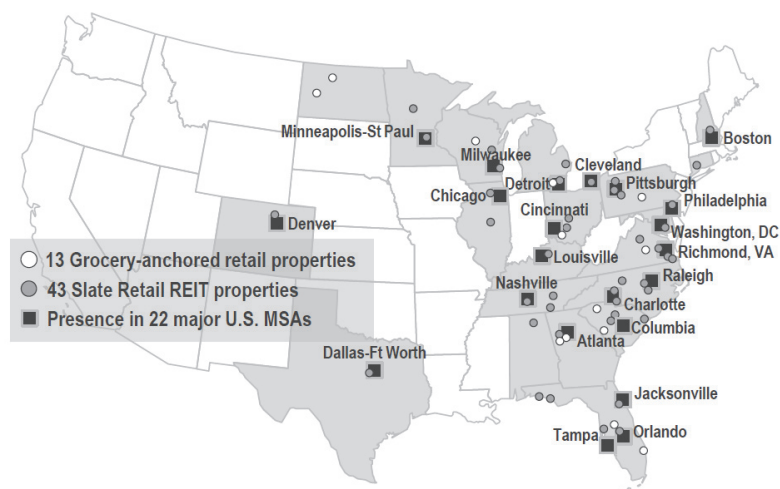 Minneapolis-St Paul
Boston
Milwaukee
Cleveland
Detroit
Pittsburgh
Chicago
Philadelphia
Cincinnati
Denver
Washington, DC
13 Grocery-anchored retail properties
Richmond, VA
Louisville
43 Slate Retail REIT properties
Raleigh
Nashville
Charlotte
Presence in 22 major U.S. MSAs
Columbia
Atlanta
Dallas-Ft Worth
Jacksonville
Tampa
Orlando